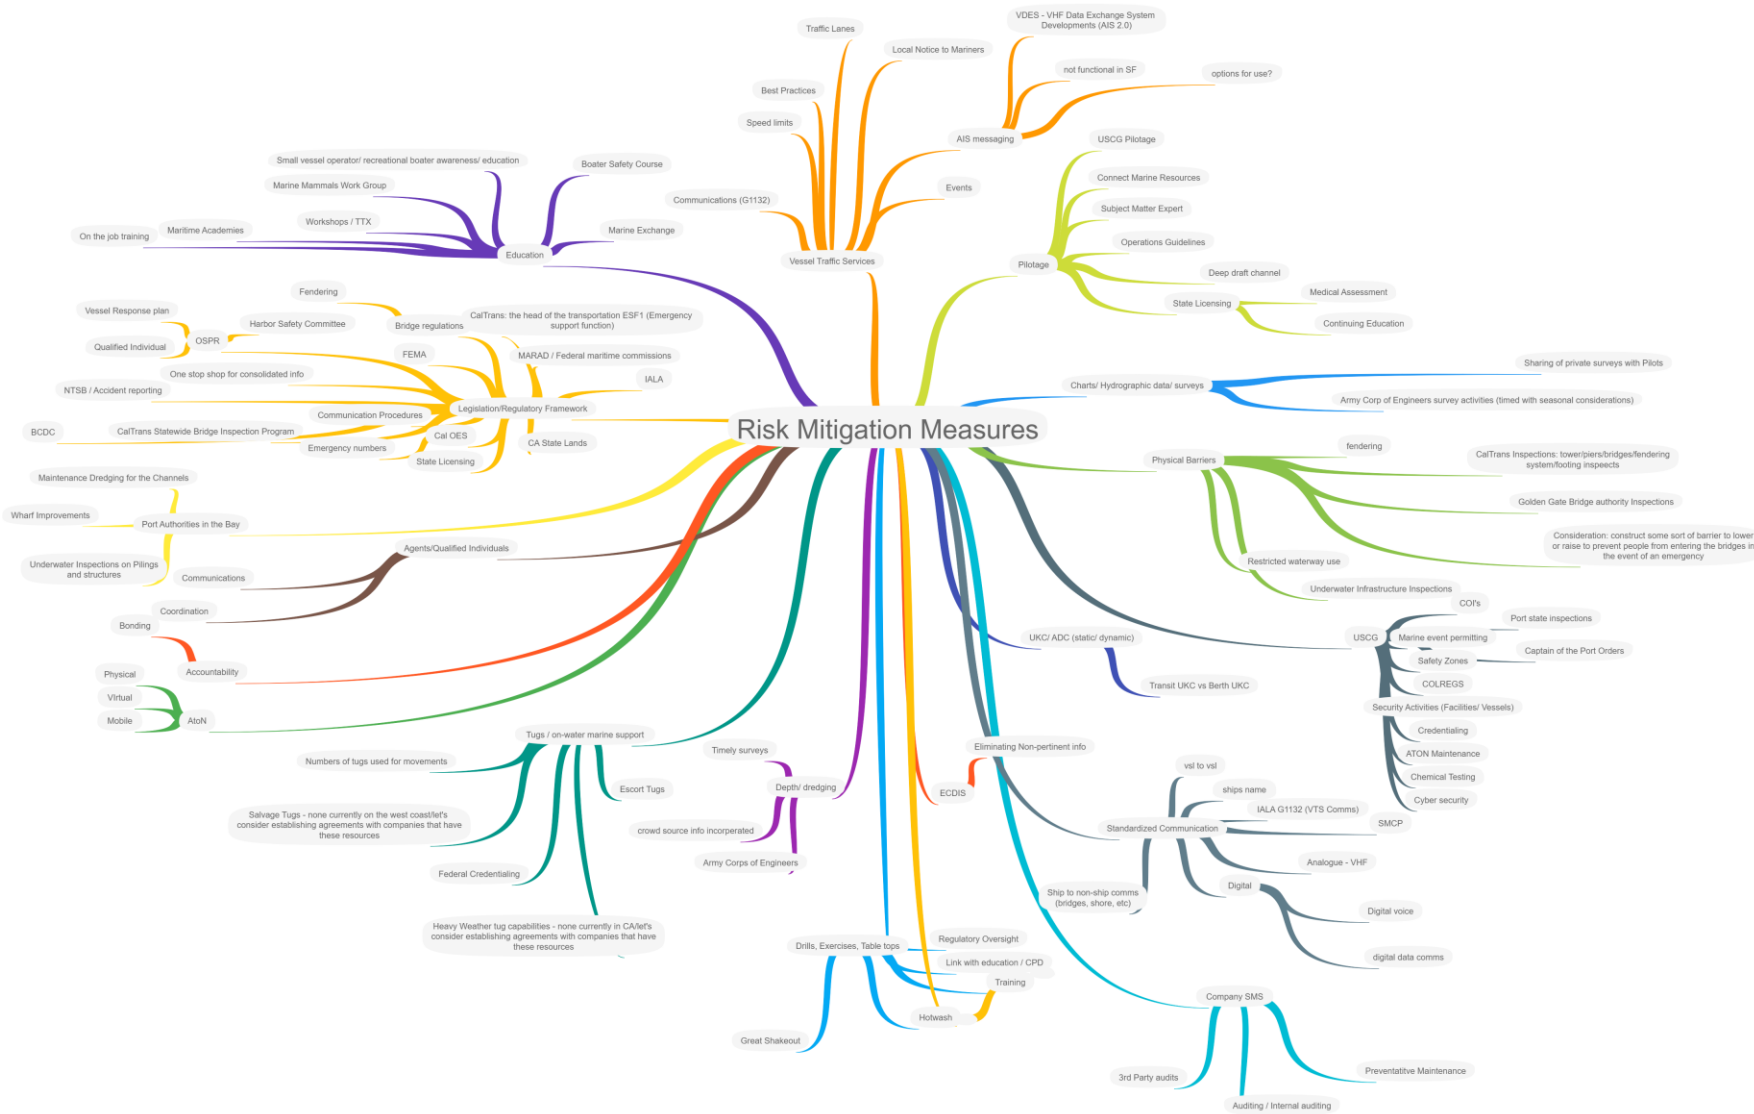 Risk Mitigation Measures
Vessel Traffic Services
Communications (G1132)
Speed limits
Best Practices
Traffic Lanes
Local Notice to Mariners
AIS messaging
VDES - VHF Data Exchange System
Developments (AIS 2.0)
not functional in SF
options for use?
Events
Pilotage
USCG Pilotage
Connect Marine Resources
Subject Matter Expert
Operations Guidelines
Deep draft channel
State Licensing
Medical Assessment
Continuing Education
Charts/ Hydrographic data/ surveys
Sharing of private surveys with Pilots
Army Corp of Engineers survey activities (timed with seasonal considerations)
Physical Barriers
fendering
CalTrans Inspections: tower/piers/bridges/fendering
system/footing inspeects
Golden Gate Bridge authority Inspections
Consideration: construct some sort of barrier to lower
or raise to prevent people from entering the bridges in
the event of an emergency
Restricted waterway use
Underwater Infrastructure Inspections
USCG
COI's
Port state inspections
Marine event permitting
Captain of the Port Orders
Safety Zones
COLREGS
Security Activities (Facilities/ Vessels)
Credentialing
ATON Maintenance
Chemical Testing
Cyber security
UKC/ ADC (static/ dynamic)
Transit UKC vs Berth UKC
Eliminating Non-pertinent info
ECDIS
Standardized Communication
vsl to vsl
ships name
IALA G1132 (VTS Comms)
SMCP
Analogue - VHF
Digital
Digital voice
digital data comms
Ship to non-ship comms
(bridges, shore, etc)
Company SMS
3rd Party audits
Auditing / Internal auditing
Preventatitve Maintenance
Drills, Exercises, Table tops
Regulatory Oversight
Link with education / CPD
Training
Hotwash
Great Shakeout
Depth/ dredging
Timely surveys
crowd source info incorperated
Army Corps of Engineers
Tugs / on-water marine support
Numbers of tugs used for movements
Escort Tugs
Salvage Tugs - none currently on the west coast/let's
consider establishing agreements with companies that have
these resources
Federal Credentialing
Heavy Weather tug capabilities - none currently in CA/let's
consider establishing agreements with companies that have
these resources
AtoN
Physical
VIrtual
Mobile
Accountability
Bonding
Agents/Qualified Individuals
Communications
Coordination
Port Authorities in the Bay
Maintenance Dredging for the Channels
Wharf Improvements
Underwater Inspections on Pilings
and structures
Legislation/Regulatory Framework
Bridge regulations
Fendering
CalTrans: the head of the transportation ESF1 (Emergency
support function)
MARAD / Federal maritime commissions
IALA
FEMA
OSPR
Vessel Response plan
Harbor Safety Committee
Qualified Individual
One stop shop for consolidated info
NTSB / Accident reporting
Communication Procedures
CalTrans Statewide Bridge Inspection Program
BCDC
Emergency numbers
Cal OES
State Licensing
CA State Lands
Education
Small vessel operator/ recreational boater awareness/ education
Boater Safety Course
Marine Mammals Work Group
Workshops / TTX
Maritime Academies
On the job training
Marine Exchange